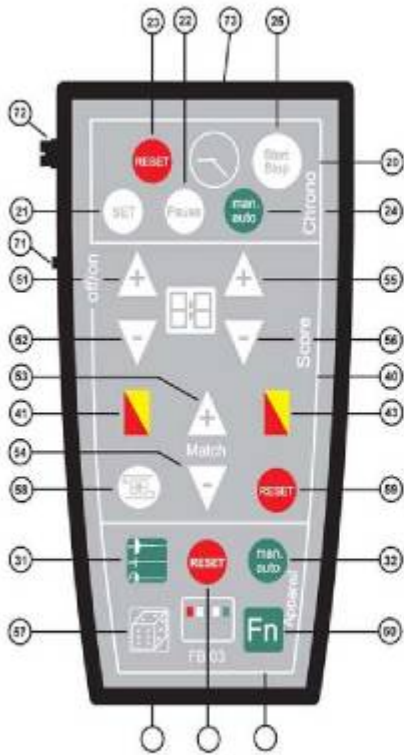 23 22 73 25
72
RESET
Start
Stop
20
21 SET Pause man.
auto 24
Chrono
71
off/on
51 + + 55
52 - - 56
Score
53 40
41 + 43
Match
54 -
58 RESET 59
31 RESET man.
auto 32
Appareil
57 Fn
FB 03